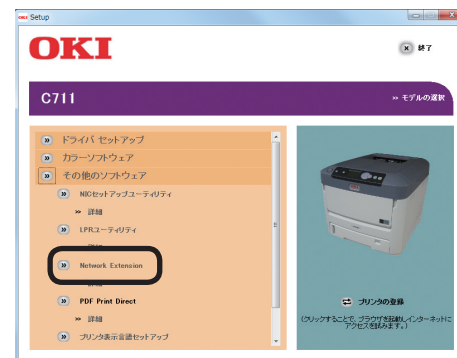 OKI Setup
OKI
× 終了
C711
» モデルの選択
» ドライバ セットアップ
» カラーソフトウェア
» その他のソフトウェア
» NICセットアップユーティリティ
» 詳細
» LPRユーティリティ
» Network Extension
» PDF Print Direct
» 詳細
» プリンタ表示言語セットアップ
プリンタの登録
(クリックすることで、ブラウザを起動しインターネットに
アクセスを試みます。)